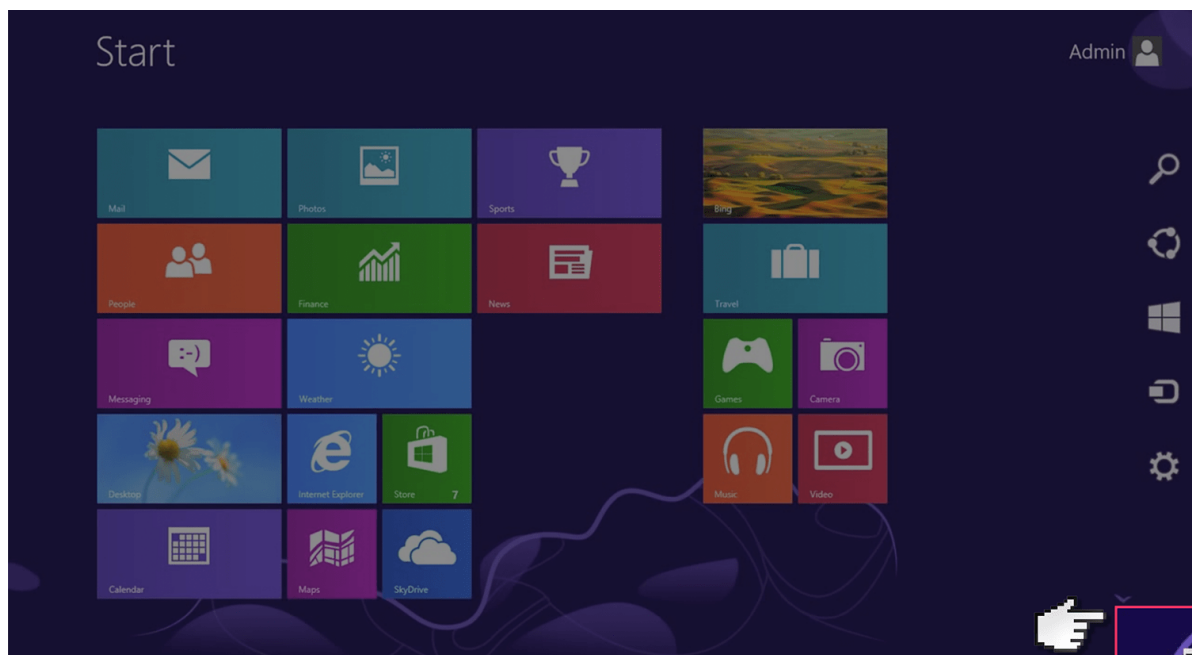 Start
Admin
Mail
Photos
Sports
Bing
People
Finance
News
Travel
Messaging
:-)
Weather
Games
Camera
Desktop
Internet Explorer
Store
7
Music
Video
Calendar
Maps
SkyDrive